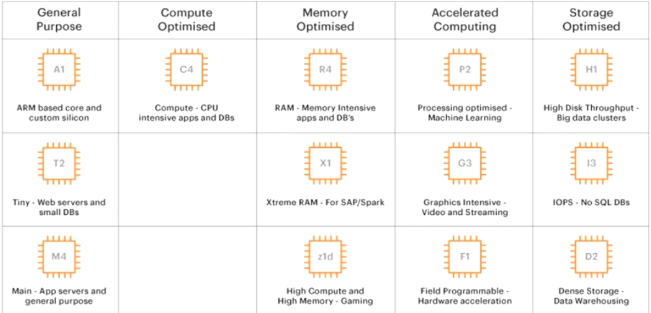 General Purpose
Compute Optimised
Memory Optimised
Accelerated Computing
Storage Optimised
A1
C4
R4
P2
H1
ARM based core and custom silicon
Compute - CPU intensive apps and DBs
RAM - Memory Intensive apps and DB's
Processing optimised - Machine Learning
High Disk Throughput - Big data clusters
T2
X1
G3
I3
Tiny - Web servers and small DBs
Xtreme RAM - For SAP/Spark
Graphics Intensive - Video and Streaming
IOPS - No SQL DBs
M4
z1d
F1
D2
Main - App servers and general purpose
High Compute and High Memory - Gaming
Field Programmable - Hardware acceleration
Dense Storage - Data Warehousing